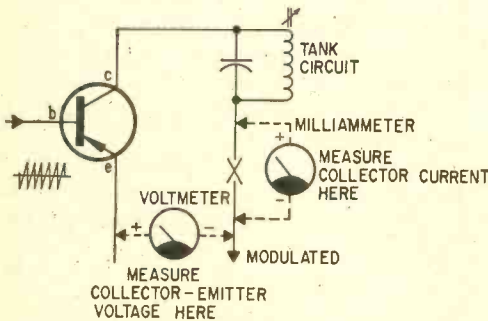 c
TANK
CIRCUIT
b
e
+
MILLIAMMETER
MEASURE
COLLECTOR CURRENT
HERE
-
VOLTMETER
+ -
MODULATED
MEASURE
COLLECTOR-EMITTER
VOLTAGE HERE